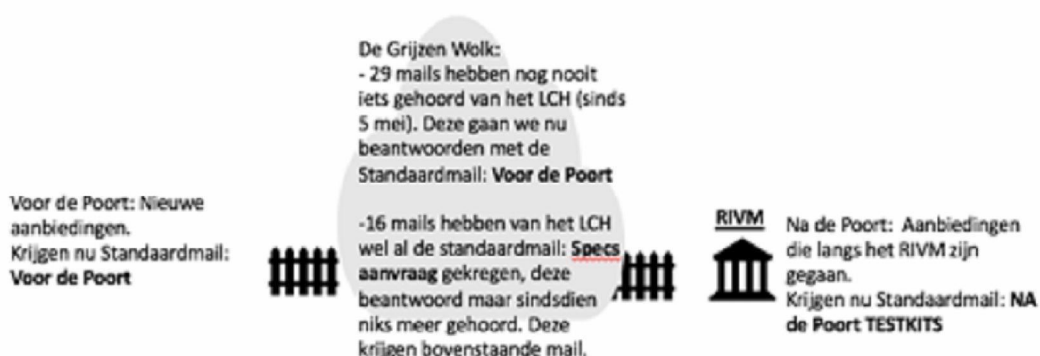 Voor de Poort: Nieuwe
aanbiedingen.
Krijgen nu Standaardmail:
Voor de Poort
De Grijzen Wolk:
- 29 mails hebben nog nooit
iets gehoord van het LCH (sinds
5 mei). Deze gaan we nu
beantwoorden met de
Standaardmail: Voor de Poort
-16 mails hebben van het LCH
wel al de standaardmail: Specs
aanvraag gekregen, deze
beantwoord maar sindsdien
niks meer gehoord. Deze
krijgen bovenstaande mail.
RIVM
Na de Poort: Aanbiedingen
die langs het RIVM zijn
gegaan.
Krijgen nu Standaardmail: NA
de Poort TESTKITS